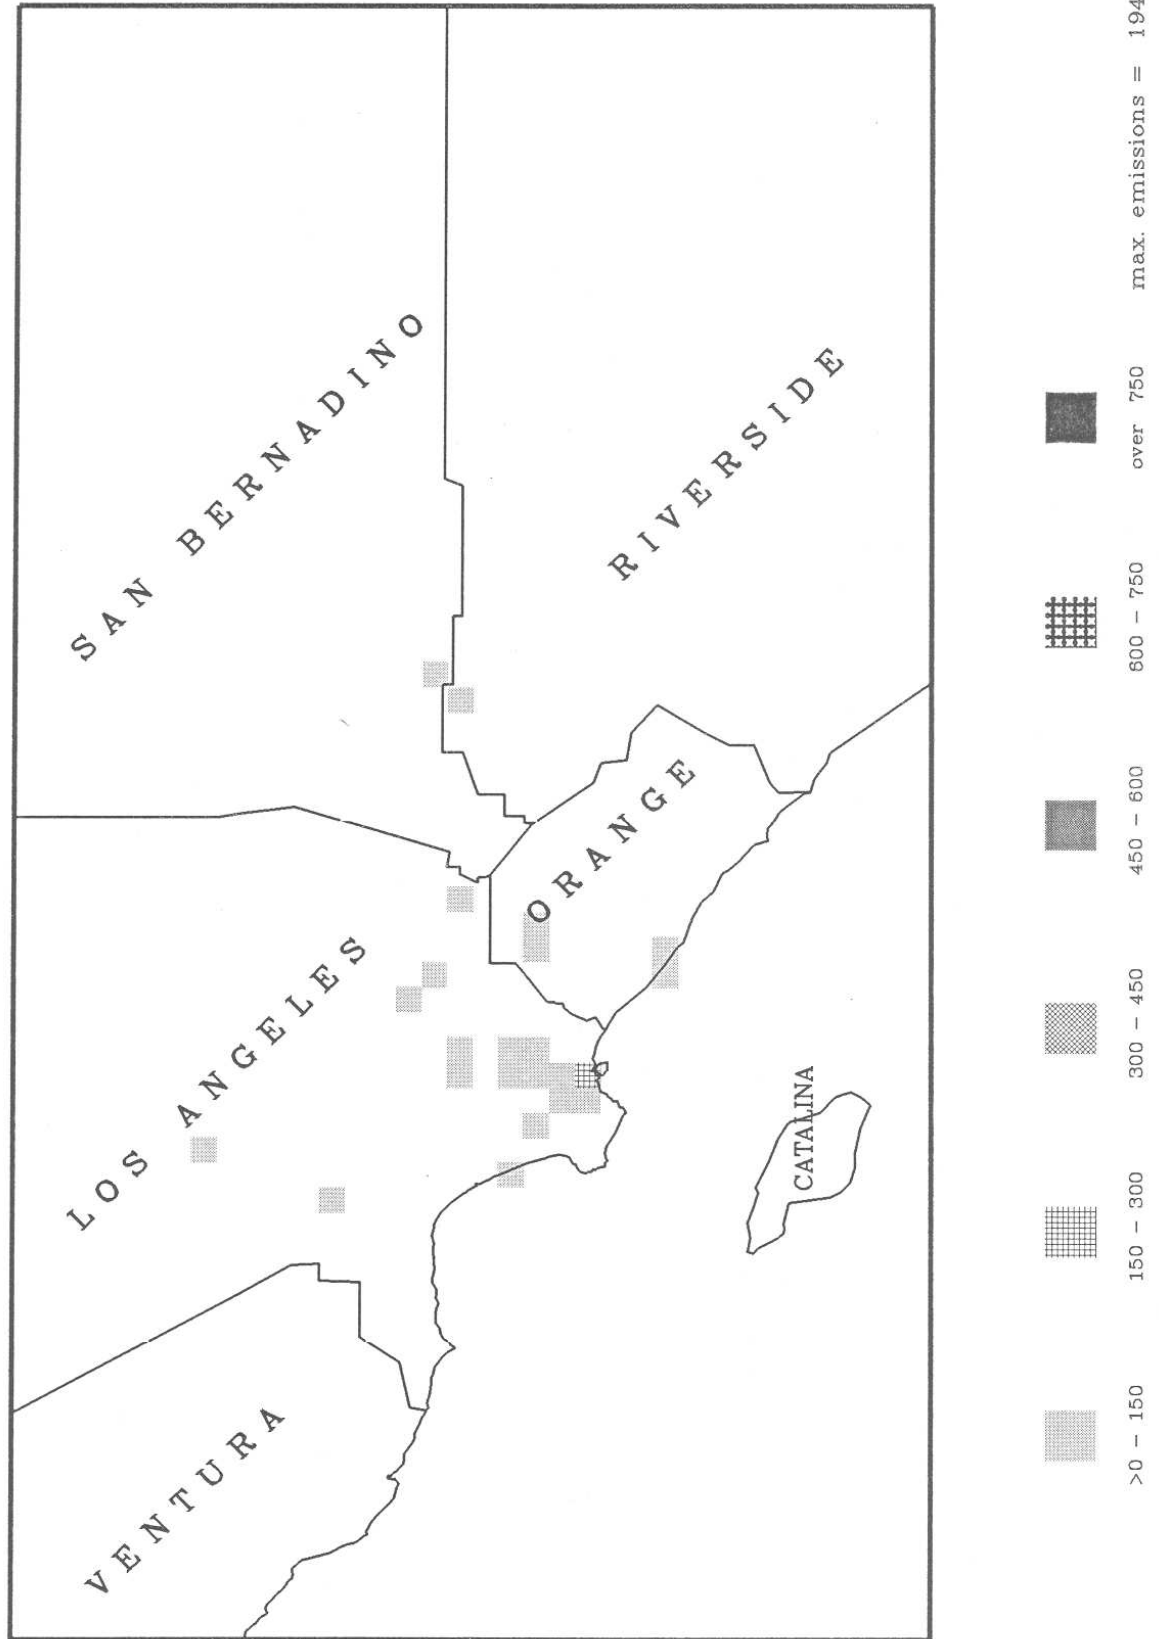 SAN BERNADINO
LOS ANGELES
VENTURA
RIVERSIDE
ORANGE
CATALINA
>0 - 150
150 - 300
300 - 450
450 - 600
600 - 750
over 750
max. emissions = 194